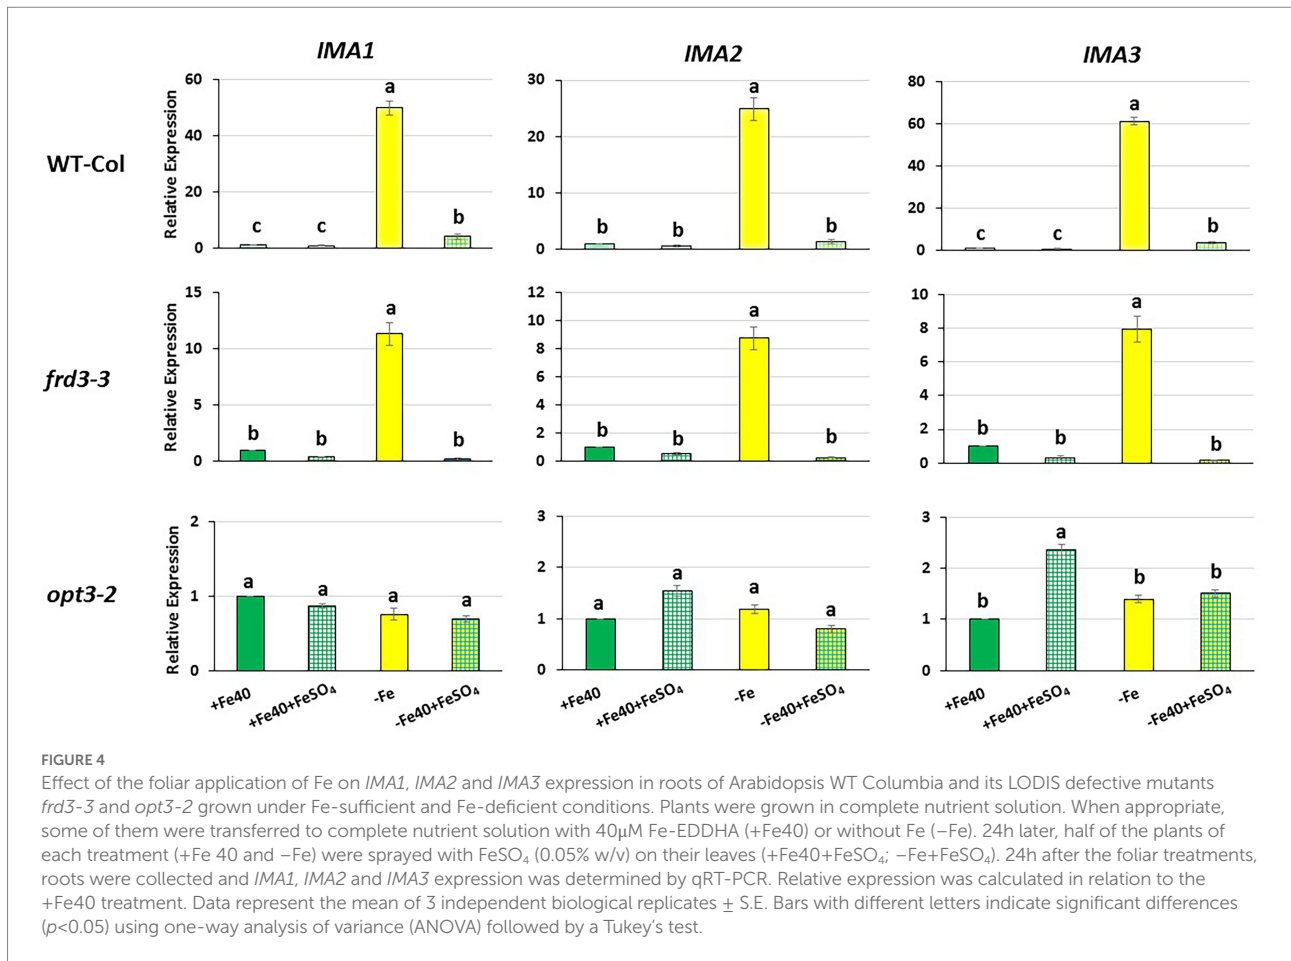 IMA1 IMA2 IMA3
WT-Col
Relative Expression
60
40
20
0
c c a b
30
20
10
0
b b a b
80
60
40
20
0
c c a b
frd3-3
Relative Expression
15
10
5
0
b b a b
12
10
8
6
4
2
0
b b a b
10
8
6
4
2
0
b b a b
opt3-2
Relative Expression
2
1
0
a a a a
+Fe40 +Fe40+FeSO₄ -Fe -Fe40+FeSO₄
3
2
1
0
a a a a
+Fe40 +Fe40+FeSO₄ -Fe -Fe40+FeSO₄
3
2
1
0
b a b b
+Fe40 +Fe40+FeSO₄ -Fe -Fe40+FeSO₄
FIGURE 4
Effect of the foliar application of Fe on IMA1, IMA2 and IMA3 expression in roots of Arabidopsis WT Columbia and its LODIS defective mutants
frd3-3 and opt3-2 grown under Fe-sufficient and Fe-deficient conditions. Plants were grown in complete nutrient solution. When appropriate,
some of them were transferred to complete nutrient solution with 40μM Fe-EDDHA (+Fe40) or without Fe (–Fe). 24h later, half of the plants of
each treatment (+Fe 40 and –Fe) were sprayed with FeSO₄ (0.05% w/v) on their leaves (+Fe40+FeSO₄; –Fe+FeSO₄). 24h after the foliar treatments,
roots were collected and IMA1, IMA2 and IMA3 expression was determined by qRT-PCR. Relative expression was calculated in relation to the
+Fe40 treatment. Data represent the mean of 3 independent biological replicates ± S.E. Bars with different letters indicate significant differences
(p<0.05) using one-way analysis of variance (ANOVA) followed by a Tukey's test.